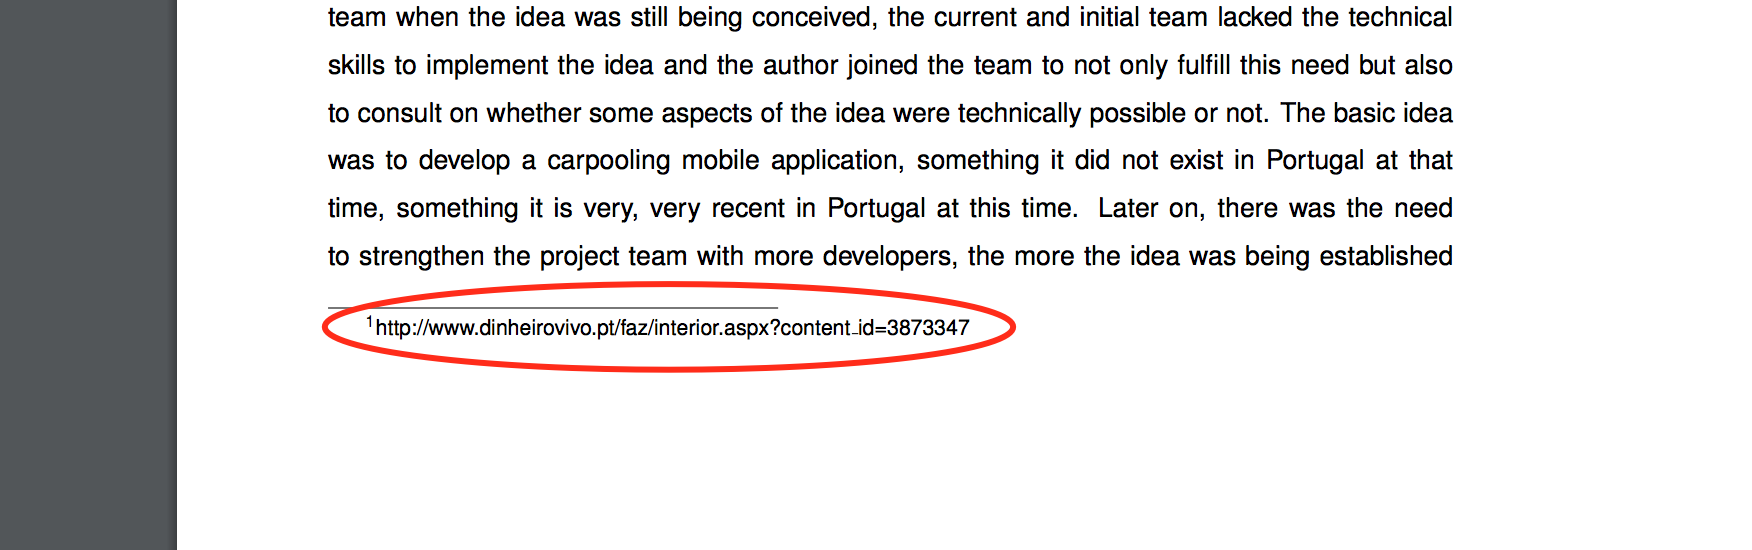 team when the idea was still being conceived, the current and initial team lacked the technical
skills to implement the idea and the author joined the team to not only fulfill this need but also
to consult on whether some aspects of the idea were technically possible or not. The basic idea
was to develop a carpooling mobile application, something it did not exist in Portugal at that
time, something it is very, very recent in Portugal at this time. Later on, there was the need
to strengthen the project team with more developers, the more the idea was being established
1http://www.dinheirovivo.pt/faz/interior.aspx?content_id=3873347